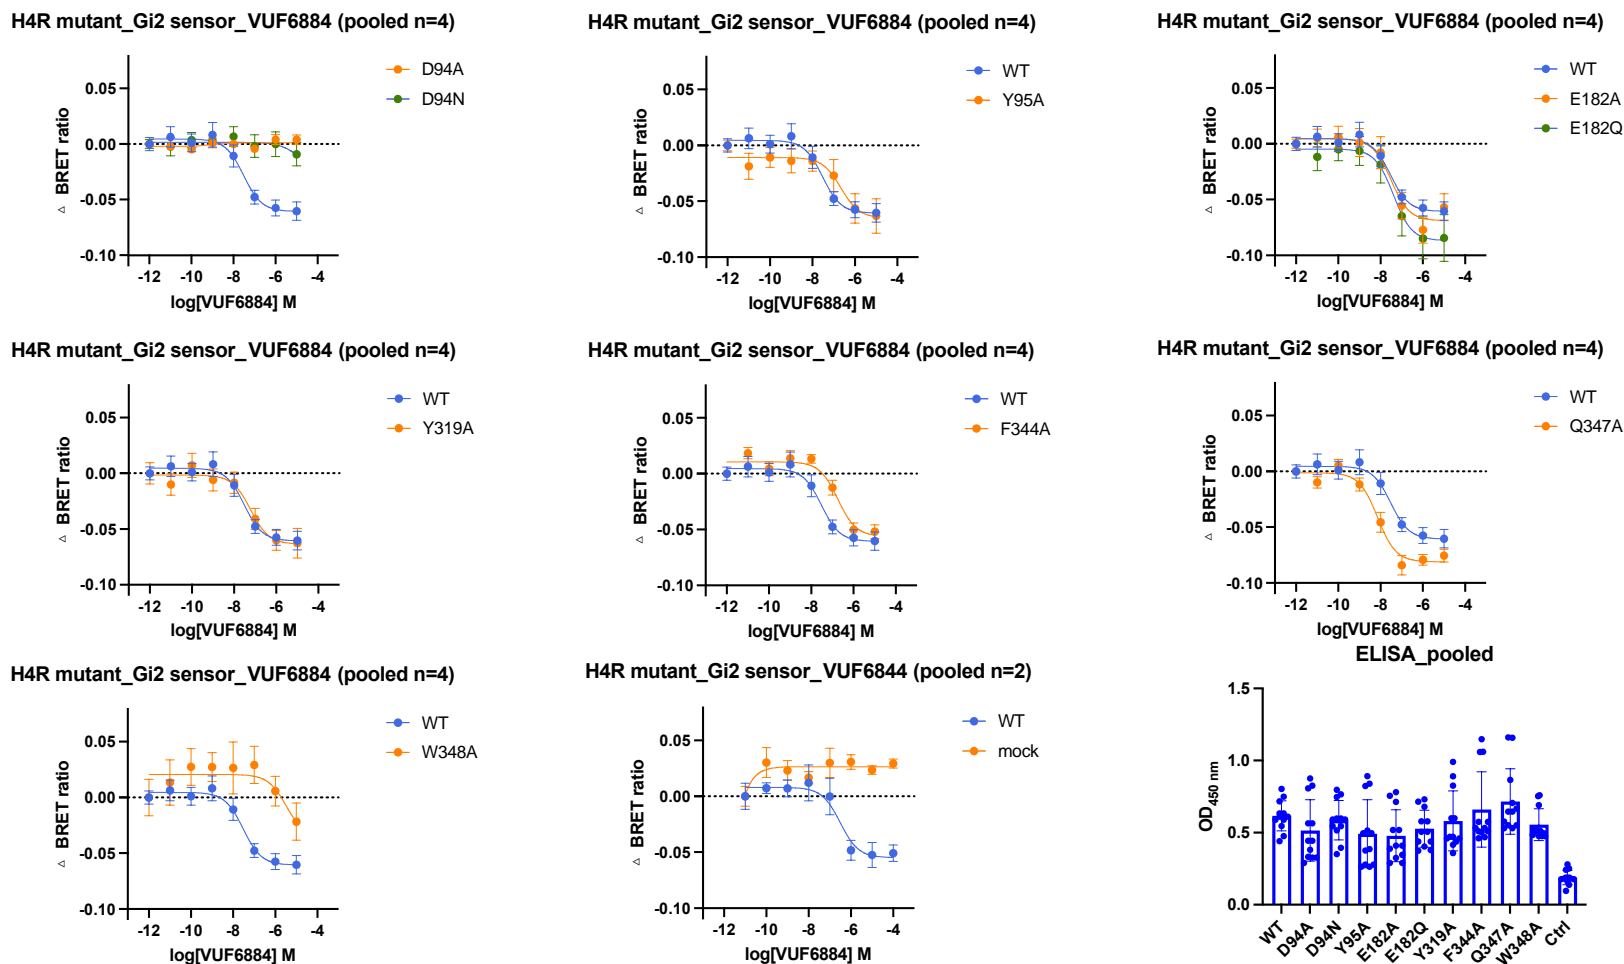 H4R mutant_Gi2 sensor_VUF6884 (pooled n=4)
0.05
0.00
-0.05
-0.10
△ BRET ratio
-12 -10 -8 -6 -4
log[VUF6884] M
D94A
D94N
H4R mutant_Gi2 sensor_VUF6884 (pooled n=4)
0.05
0.00
-0.05
-0.10
△ BRET ratio
-12 -10 -8 -6 -4
log[VUF6884] M
WT
Y95A
H4R mutant_Gi2 sensor_VUF6884 (pooled n=4)
0.05
0.00
-0.05
-0.10
△ BRET ratio
-12 -10 -8 -6 -4
log[VUF6884] M
WT
E182A
E182Q
H4R mutant_Gi2 sensor_VUF6884 (pooled n=4)
0.05
0.00
-0.05
-0.10
△ BRET ratio
-12 -10 -8 -6 -4
log[VUF6884] M
WT
Y319A
H4R mutant_Gi2 sensor_VUF6884 (pooled n=4)
0.05
0.00
-0.05
-0.10
△ BRET ratio
-12 -10 -8 -6 -4
log[VUF6884] M
WT
F344A
H4R mutant_Gi2 sensor_VUF6884 (pooled n=4)
0.05
0.00
-0.05
-0.10
△ BRET ratio
-12 -10 -8 -6 -4
log[VUF6884] M
WT
Q347A
H4R mutant_Gi2 sensor_VUF6884 (pooled n=4)
0.05
0.00
-0.05
-0.10
△ BRET ratio
-12 -10 -8 -6 -4
log[VUF6884] M
WT
W348A
H4R mutant_Gi2 sensor_VUF6844 (pooled n=2)
0.05
0.00
-0.05
-0.10
△ BRET ratio
-12 -10 -8 -6 -4
log[VUF6884] M
WT
mock
ELISA_pooled
1.5
1.0
0.5
0.0
OD450 nm
WT D94A D94N Y95A E182A E182Q Y319A F344A Q347A W348A Ctrl